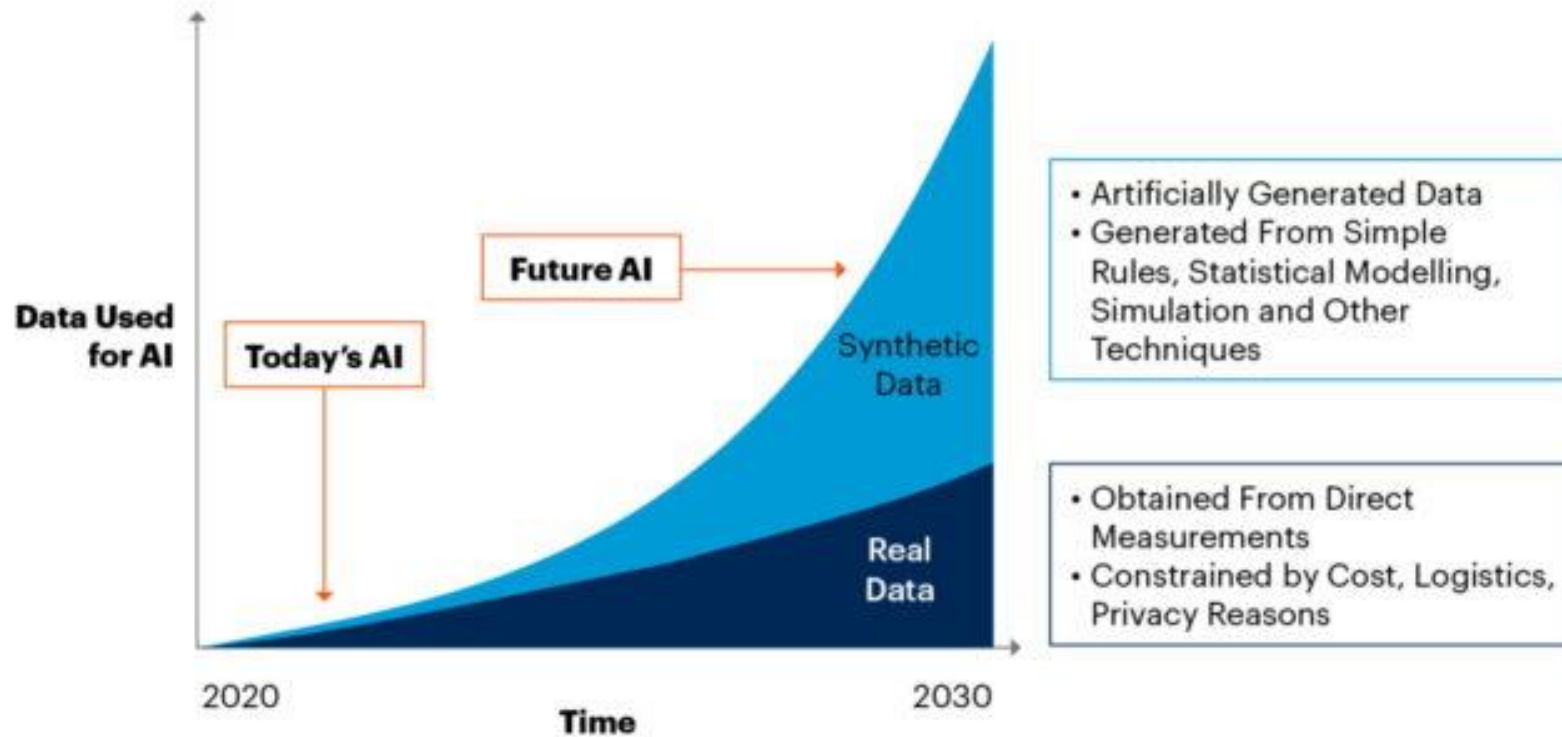 Data Used
for AI
Today's AI
Future AI
Synthetic
Data
Real
Data
2020
2030
Time
• Artificially Generated Data
• Generated From Simple
Rules, Statistical Modelling,
Simulation and Other
Techniques
• Obtained From Direct
Measurements
• Constrained by Cost, Logistics,
Privacy Reasons